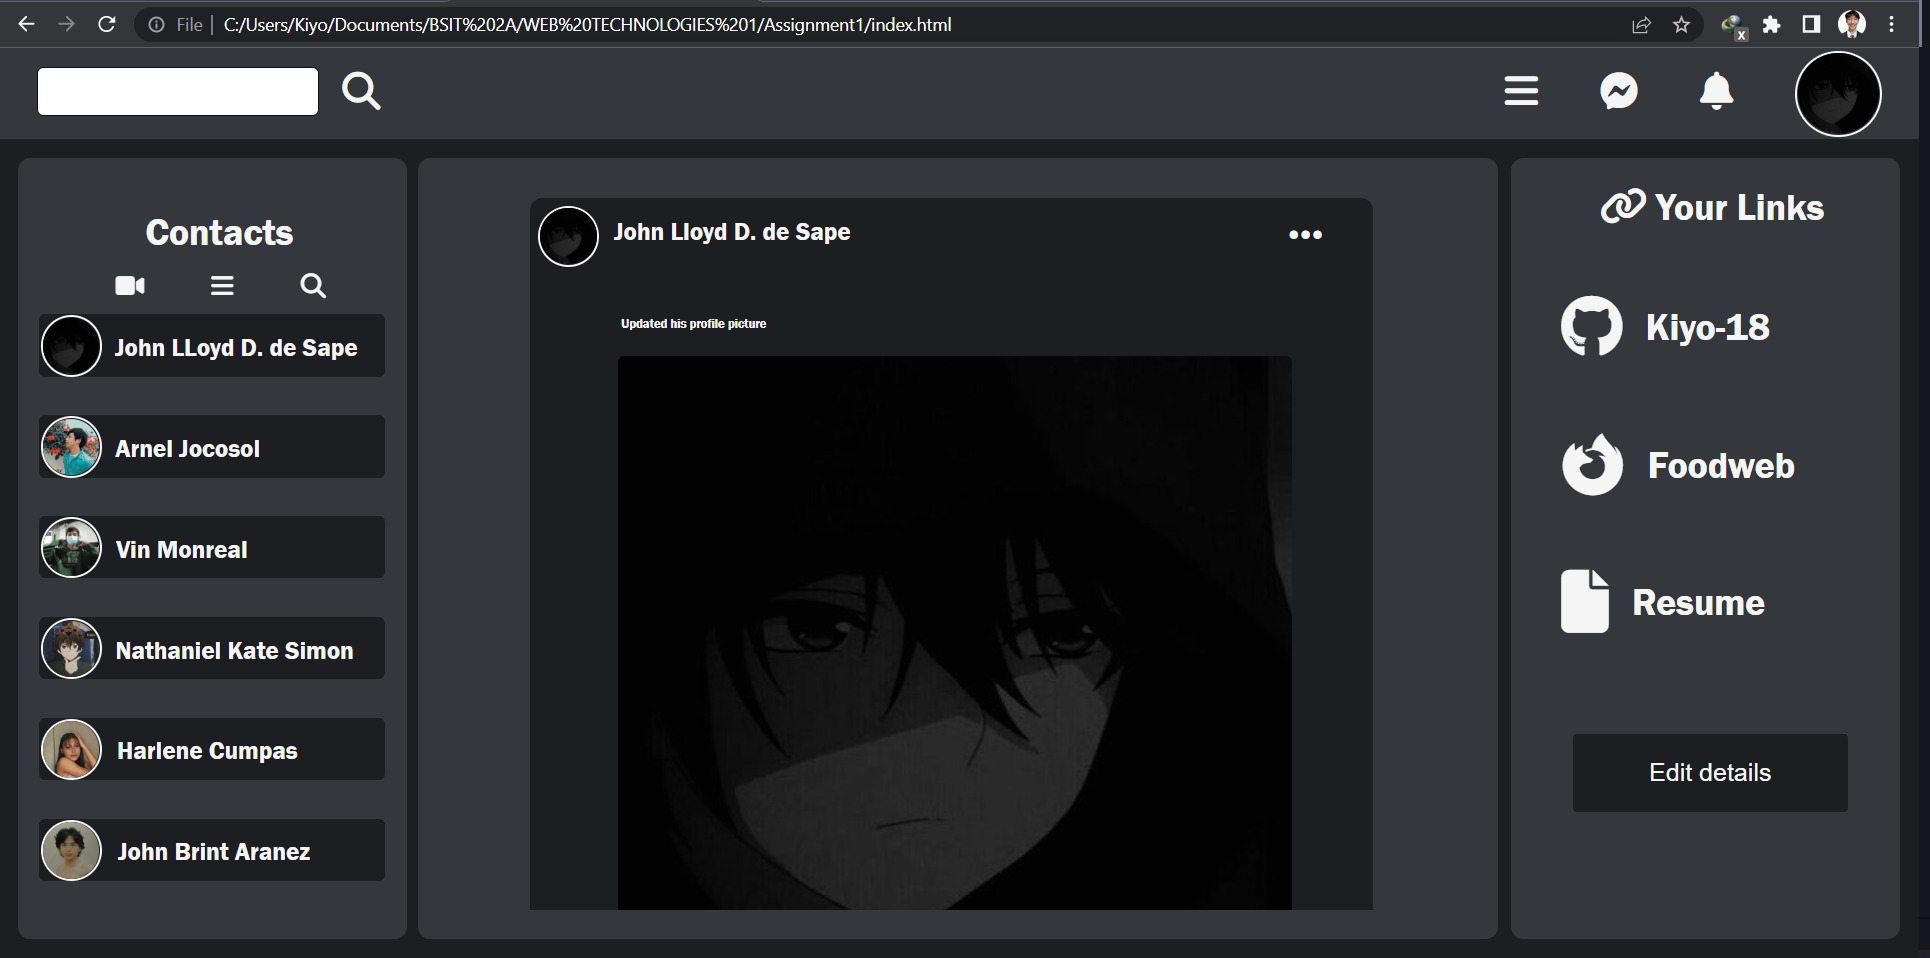 File
C:/Users/Kiyo/Documents/BSIT%202A/WEB%20TECHNOLOGIES%201/Assignment1/index.html
x
Contacts
John LLoyd D. de Sape
Arnel Jocosol
Vin Monreal
Nathaniel Kate Simon
Harlene Cumpas
John Brint Aranez
John Lloyd D. de Sape
Updated his profile picture
Your Links
Kiyo-18
Foodweb
Resume
Edit details